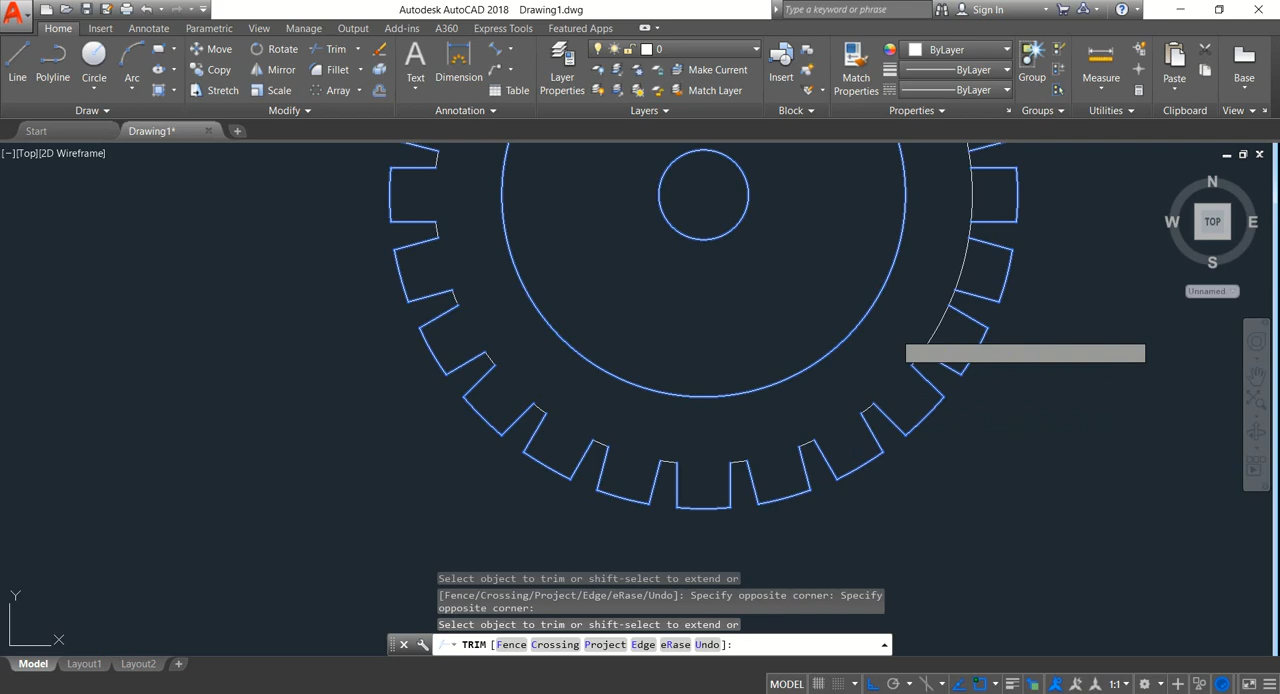 Autodesk AutoCAD 2018 Drawing1.dwg
Type a keyword or phrase
Sign In
Home Insert Annotate Parametric View Manage Output Add-ins A360 Express Tools Featured Apps
Line Polyline Circle Arc
Move Rotate Trim
Copy Mirror Fillet
Stretch Scale Array
Text Dimension
Table
Layer Properties
0
Make Current
Match Layer
Insert
Match Properties
ByLayer
ByLayer
ByLayer
Group
Measure
Paste
Base
Draw Modify Annotation Layers Block Properties Groups Utilities Clipboard View
Start Drawing1*
[−][Top][2D Wireframe]
N
W TOP E
S
Unnamed
Y
X
Select object to trim or shift-select to extend or
[Fence/Crossing/Project/Edge/eRase/Undo]: Specify opposite corner: Specify
opposite corner:
Select object to trim or shift-select to extend or
TRIM [Fence Crossing Project Edge eRase Undo]:
Model Layout1 Layout2
MODEL 1:1